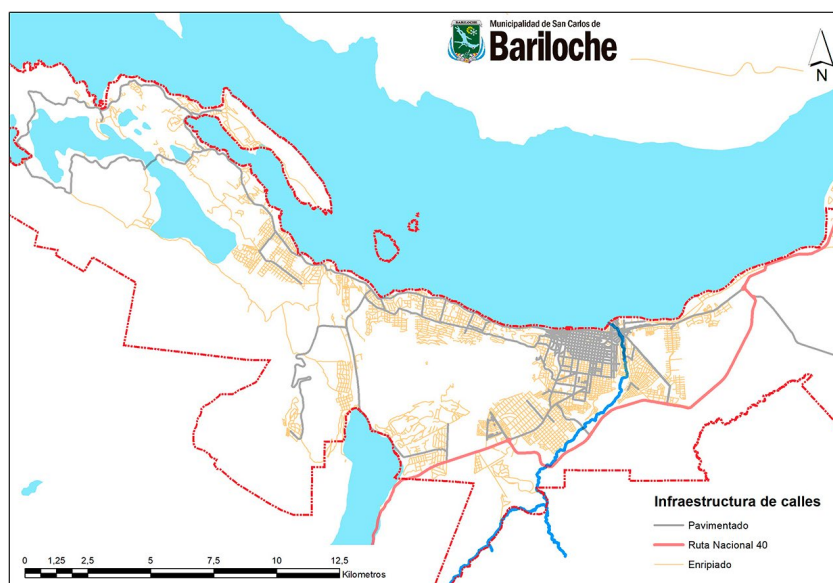 BARILOCHE
Municipalidad de San Carlos de
Bariloche
N
Infraestructura de calles
Pavimentado
Ruta Nacional 40
Enripiado
0 1,25 2,5 5 7,5 10 12,5
Kilometros